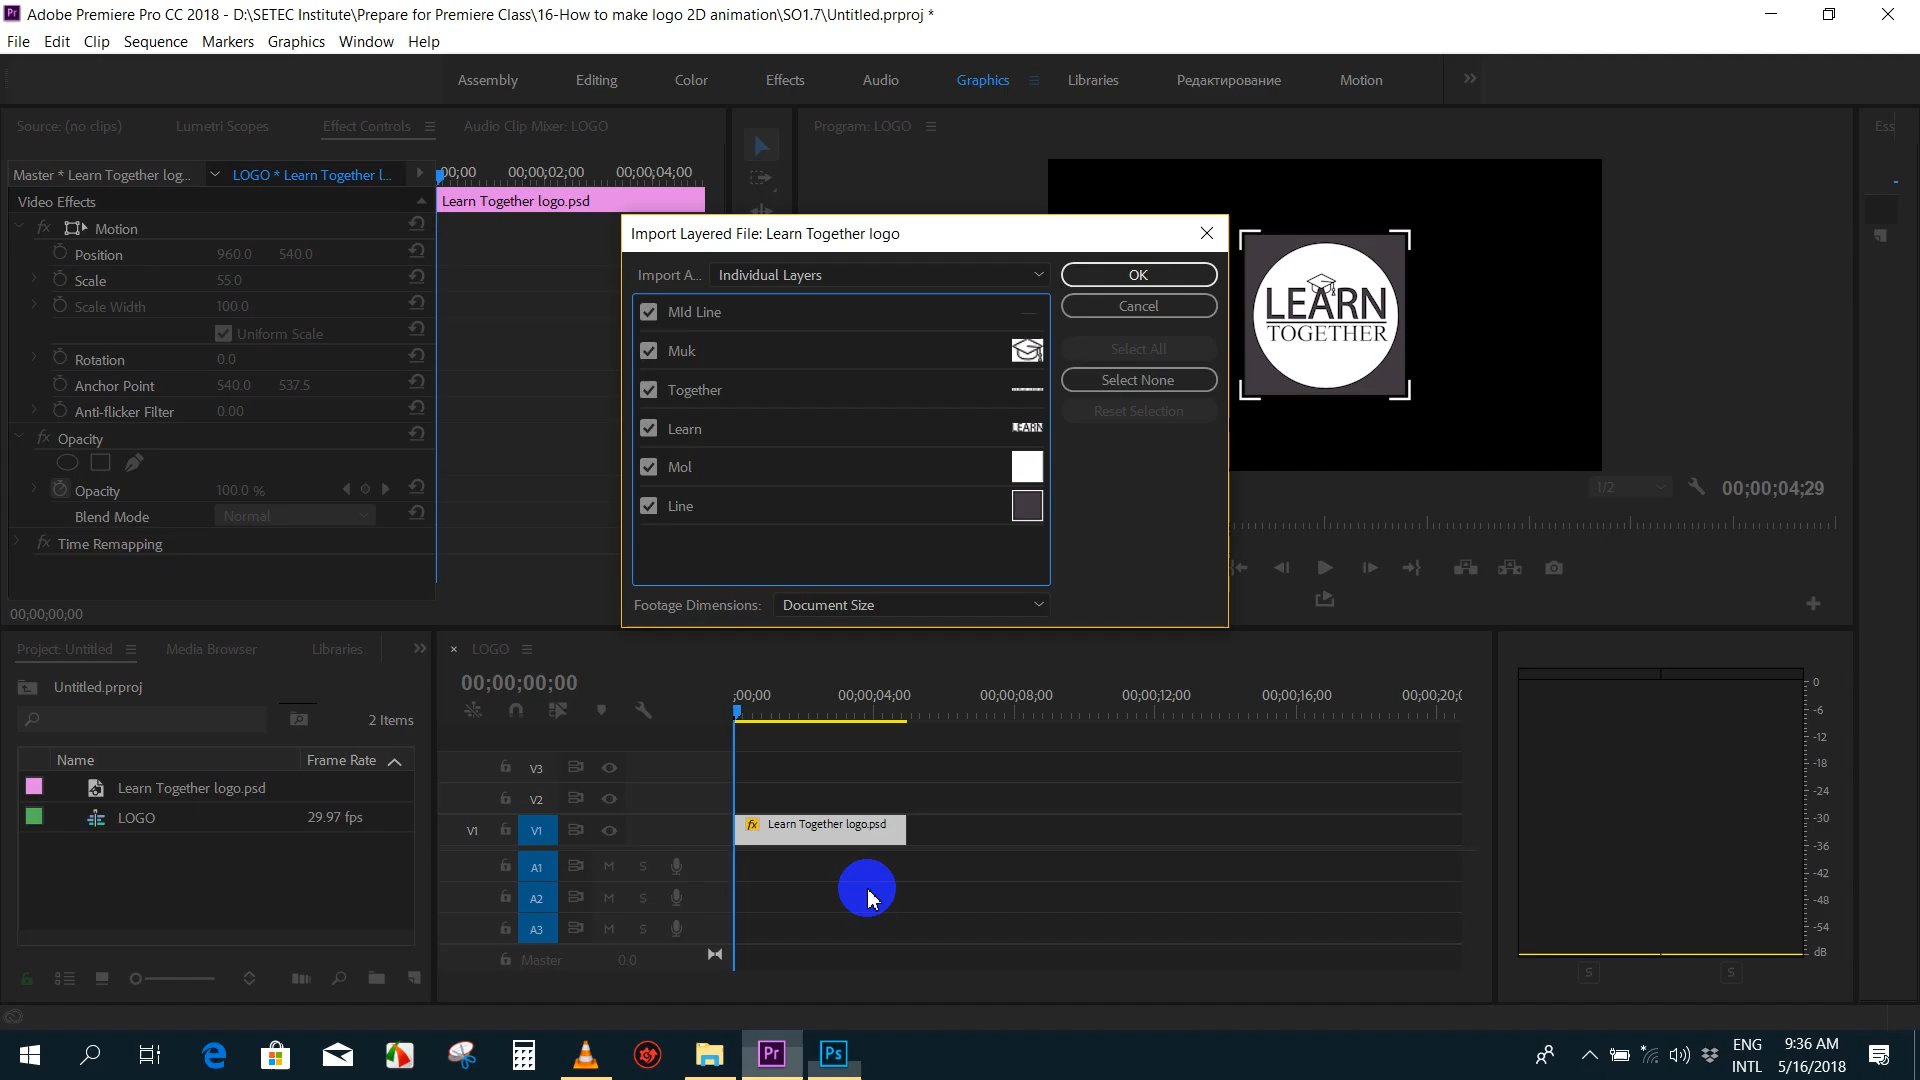 Adobe Premiere Pro CC 2018 - D:\SETEC Institute\Prepare for Premiere Class\16-How to make logo 2D animation\SO1.7\Untitled.prproj *
File Edit Clip Sequence Markers Graphics Window Help
Assembly Editing Color Effects Audio Graphics Libraries Редактирование Motion
Source: (no clips) Lumetri Scopes Effect Controls Audio Clip Mixer: LOGO Program: LOGO Ess
Master * Learn Together log... LOGO * Learn Together l... 00;00 00;00;02;00 00;00;04;00
Video Effects Learn Together logo.psd
Motion
Position 960.0 540.0
Scale 55.0
Scale Width 100.0
Uniform Scale
Rotation 0.0
Anchor Point 540.0 537.5
Anti-flicker Filter 0.00
Opacity
Opacity 100.0 %
Blend Mode Normal
Time Remapping
00;00;00;00
Import Layered File: Learn Together logo
Import A... Individual Layers OK
Cancel
MId Line
Muk
Together
Learn
LEARN
Mol
Line
Select All
Select None
Reset Selection
Footage Dimensions: Document Size
LEARN
TOGETHER
1/2 00;00;04;29
Project: Untitled Media Browser Libraries
Untitled.prproj
2 Items
Name Frame Rate
Learn Together logo.psd
LOGO 29.97 fps
× LOGO
00;00;00;00
;00;00 00;00;04;00 00;00;08;00 00;00;12;00 00;00;16;00 00;00;20;0
V3
V2
V1 V1 fx Learn Together logo.psd
A1 M S
A2 M S
A3 M S
Master 0.0
0
-6
-12
-18
-24
-30
-36
-42
-48
-54
dB
S S
Pr Ps
ENG 9:36 AM
INTL 5/16/2018